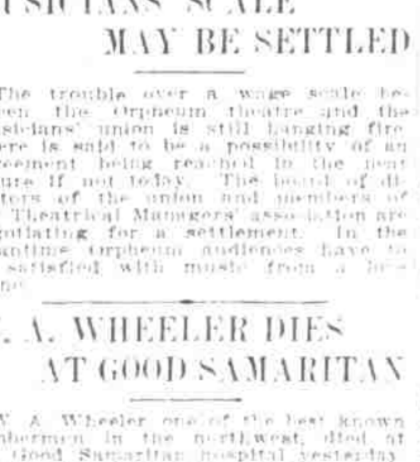 USICIANS' SCALE
MAY BE SETTLED
The trouble over a wage scale be-
een the Orpheum theatre and the
sicians' union is still hanging fire
ere is said to be a possibility of an
reement being reached in the near
ure if not today. The board of di-
tors of the union and members of
Theatrical Managers' association are
gotiating for a settlement. In the
antime Orpheum audiences have to
satisfied with music from a
. A. WHEELER DIES
AT GOOD SAMARITAN
W. A. Wheeler one of the best known
bermen in the northwest, died at
Good Samaritan hospital yesterday